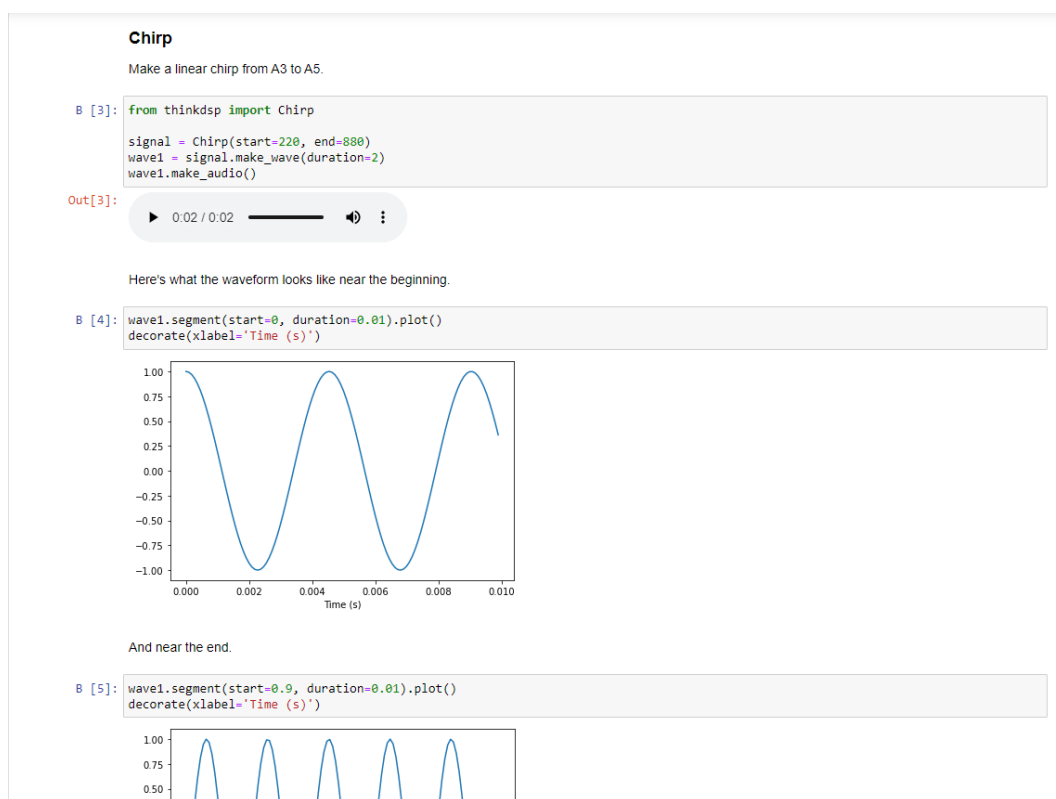 Chirp
Make a linear chirp from A3 to A5.
B [3]: from thinkdsp import Chirp
signal = Chirp(start=220, end=880)
wave1 = signal.make_wave(duration=2)
wave1.make_audio()
Out[3]:
0:02 / 0:02
Here's what the waveform looks like near the beginning.
B [4]: wave1.segment(start=0, duration=0.01).plot()
decorate(xlabel='Time (s)')
1.00
0.75
0.50
0.25
0.00
−0.25
−0.50
−0.75
−1.00
0.000 0.002 0.004 0.006 0.008 0.010
Time (s)
And near the end.
B [5]: wave1.segment(start=0.9, duration=0.01).plot()
decorate(xlabel='Time (s)')
1.00
0.75
0.50